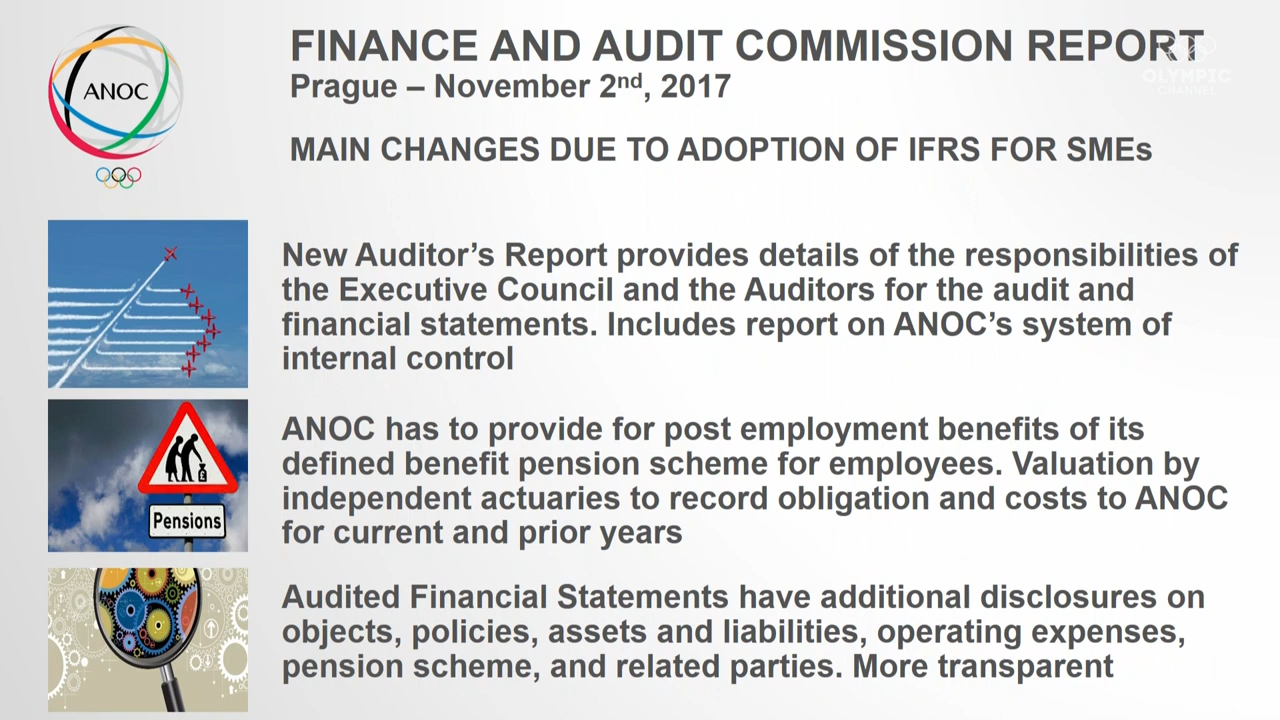 ANOC
FINANCE AND AUDIT COMMISSION REPORT
Prague – November 2nd, 2017
OLYMPIC
CHANNEL
MAIN CHANGES DUE TO ADOPTION OF IFRS FOR SMEs
New Auditor’s Report provides details of the responsibilities of
the Executive Council and the Auditors for the audit and
financial statements. Includes report on ANOC’s system of
internal control
Pensions
£
ANOC has to provide for post employment benefits of its
defined benefit pension scheme for employees. Valuation by
independent actuaries to record obligation and costs to ANOC
for current and prior years
Audited Financial Statements have additional disclosures on
objects, policies, assets and liabilities, operating expenses,
pension scheme, and related parties. More transparent